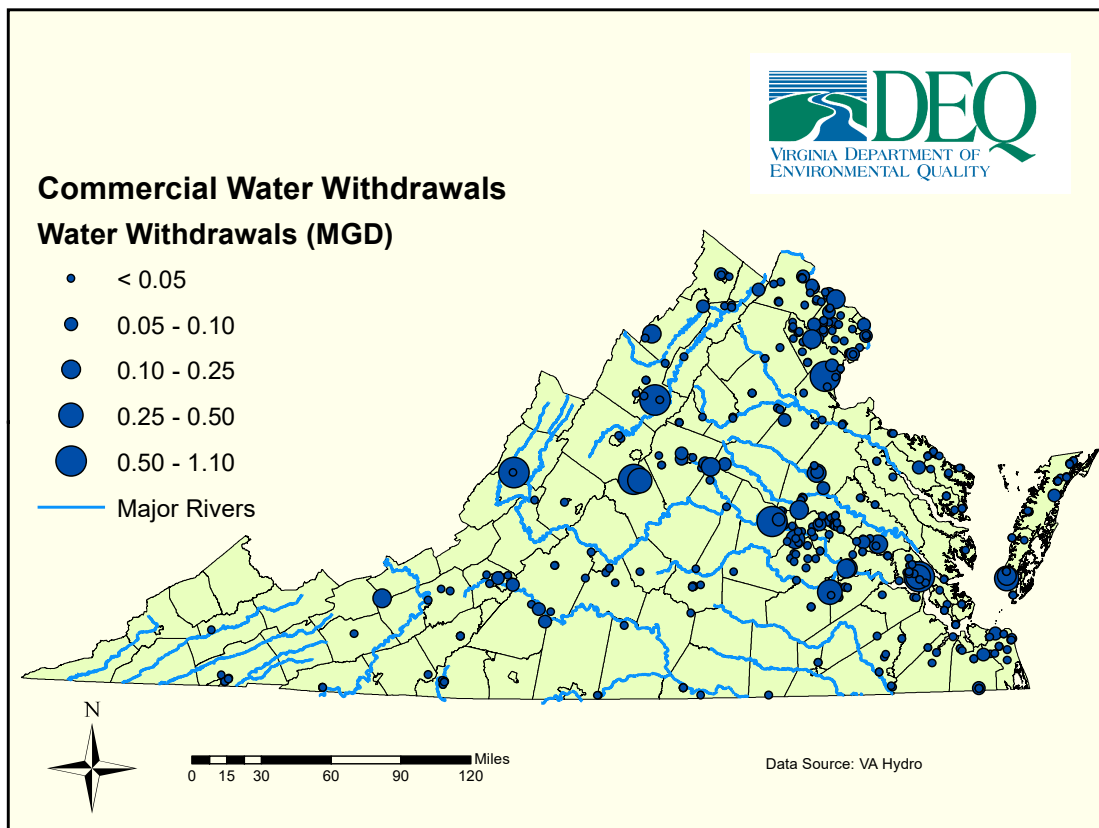 DEQ
VIRGINIA DEPARTMENT OF
ENVIRONMENTAL QUALITY
Commercial Water Withdrawals
Water Withdrawals (MGD)
< 0.05
0.05 - 0.10
0.10 - 0.25
0.25 - 0.50
0.50 - 1.10
Major Rivers
N
Miles
0 15 30 60 90 120
Data Source: VA Hydro